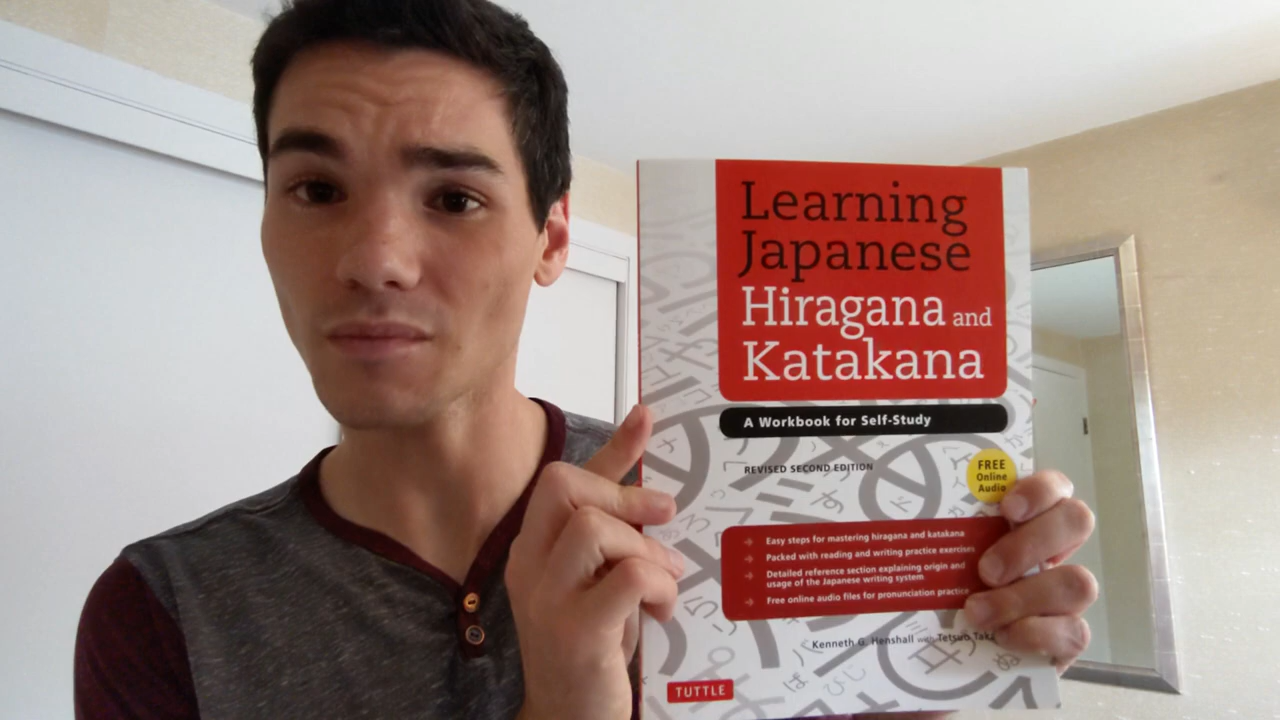 Learning
Japanese
Hiragana and
Katakana
A Workbook for Self-Study
REVISED SECOND EDITION
FREE
Online
Audio
Easy steps for mastering hiragana and katakana
Packed with reading and writing practice exercises
Detailed reference section explaining origin and
usage of the Japanese writing system
Free online audio files for pronunciation practice
Kenneth G. Henshall with Tetsuo
TUTTLE